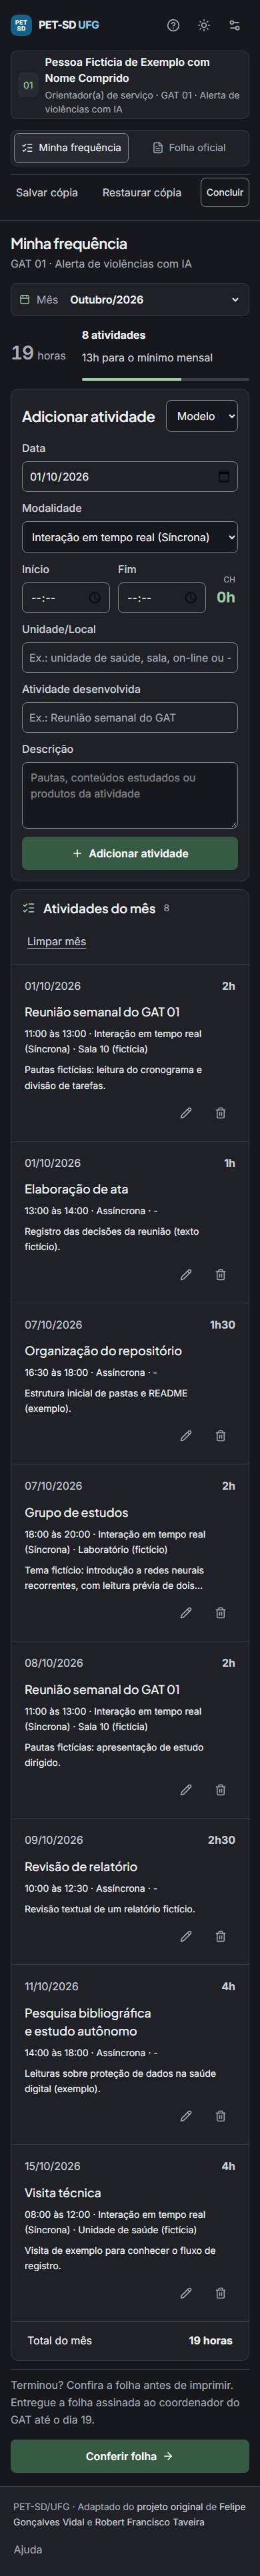 PET
SD
PET-SD UFG
01
Pessoa Fictícia de Exemplo com
Nome Comprido
Orientador(a) de serviço · GAT 01 · Alerta de
violências com IA
Minha frequência
Folha oficial
Salvar cópia
Restaurar cópia
Concluir
Minha frequência
GAT 01 · Alerta de violências com IA
Mês Outubro/2026
19 horas
8 atividades
13h para o mínimo mensal
Adicionar atividade
Modelo
Data
01/10/2026
Modalidade
Interação em tempo real (Síncrona)
Início
Fim
CH
--:--
--:--
0h
Unidade/Local
Ex.: unidade de saúde, sala, on-line ou -
Atividade desenvolvida
Ex.: Reunião semanal do GAT
Descrição
Pautas, conteúdos estudados ou
produtos da atividade
+ Adicionar atividade
Atividades do mês 8
Limpar mês
01/10/2026 2h
Reunião semanal do GAT 01
11:00 às 13:00 · Interação em tempo real
(Síncrona) · Sala 10 (fictícia)
Pautas fictícias: leitura do cronograma e
divisão de tarefas.
01/10/2026 1h
Elaboração de ata
13:00 às 14:00 · Assíncrona · -
Registro das decisões da reunião (texto
fictício).
07/10/2026 1h30
Organização do repositório
16:30 às 18:00 · Assíncrona · -
Estrutura inicial de pastas e README
(exemplo).
07/10/2026 2h
Grupo de estudos
18:00 às 20:00 · Interação em tempo real
(Síncrona) · Laboratório (fictício)
Tema fictício: introdução a redes neurais
recorrentes, com leitura prévia de dois...
08/10/2026 2h
Reunião semanal do GAT 01
11:00 às 13:00 · Interação em tempo real
(Síncrona) · Sala 10 (fictícia)
Pautas fictícias: apresentação de estudo
dirigido.
09/10/2026 2h30
Revisão de relatório
10:00 às 12:30 · Assíncrona · -
Revisão textual de um relatório fictício.
11/10/2026 4h
Pesquisa bibliográfica
e estudo autônomo
14:00 às 18:00 · Assíncrona · -
Leituras sobre proteção de dados na saúde
digital (exemplo).
15/10/2026 4h
Visita técnica
08:00 às 12:00 · Interação em tempo real
(Síncrona) · Unidade de saúde (fictícia)
Visita de exemplo para conhecer o fluxo de
registro.
Total do mês 19 horas
Terminou? Confira a folha antes de imprimir.
Entregue a folha assinada ao coordenador do
GAT até o dia 19.
Conferir folha →
PET-SD/UFG · Adaptado do projeto original de Felipe
Gonçalves Vidal e Robert Francisco Taveira
Ajuda